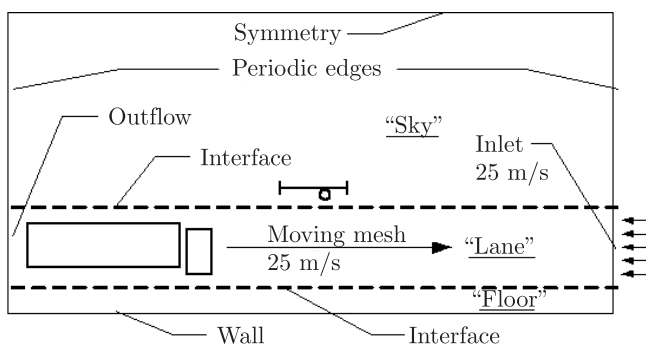 Symmetry
Periodic edges
Outflow
“Sky”
Inlet
25 m/s
Interface
Moving mesh
25 m/s
“Lane”
“Floor”
Wall
Interface